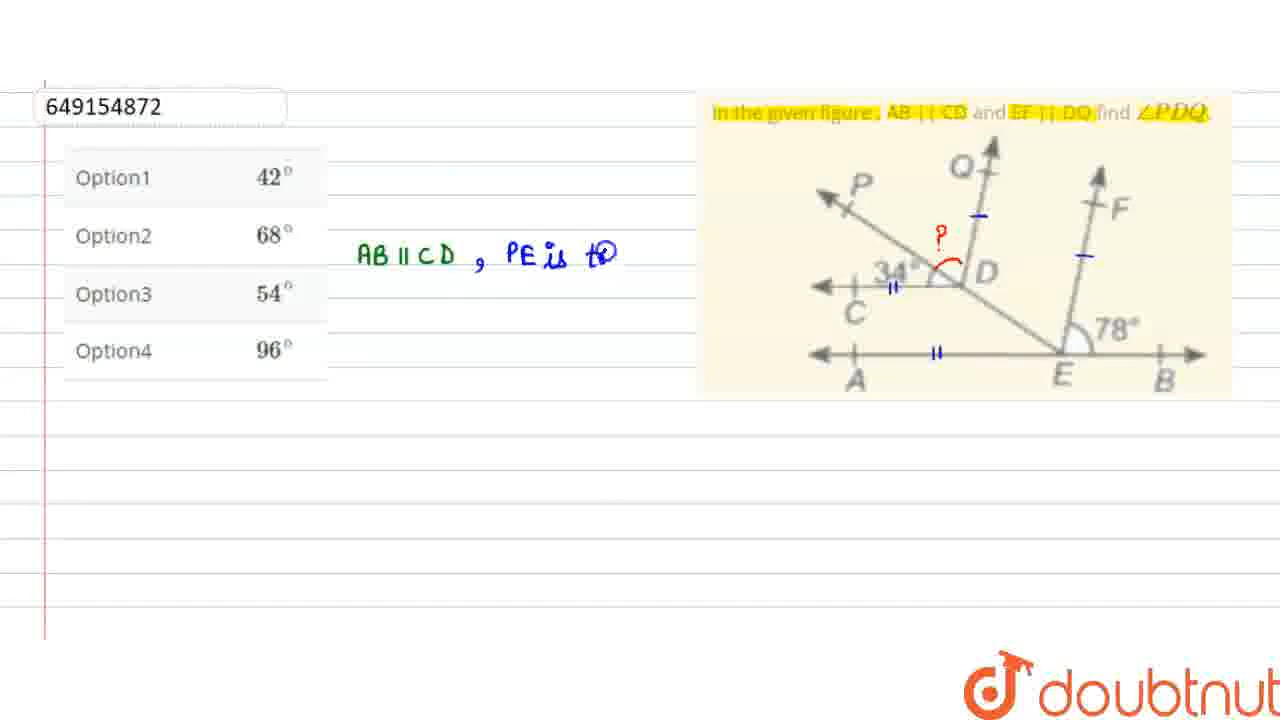 649154872
In the given figure , AB || CD and EF || DQ find ∠PDQ.
Option1 42°
Option2 68°
Option3 54°
Option4 96°
AB || CD , PE is
Q
P
F
?
34° D
C
78°
A E B
doubtnut